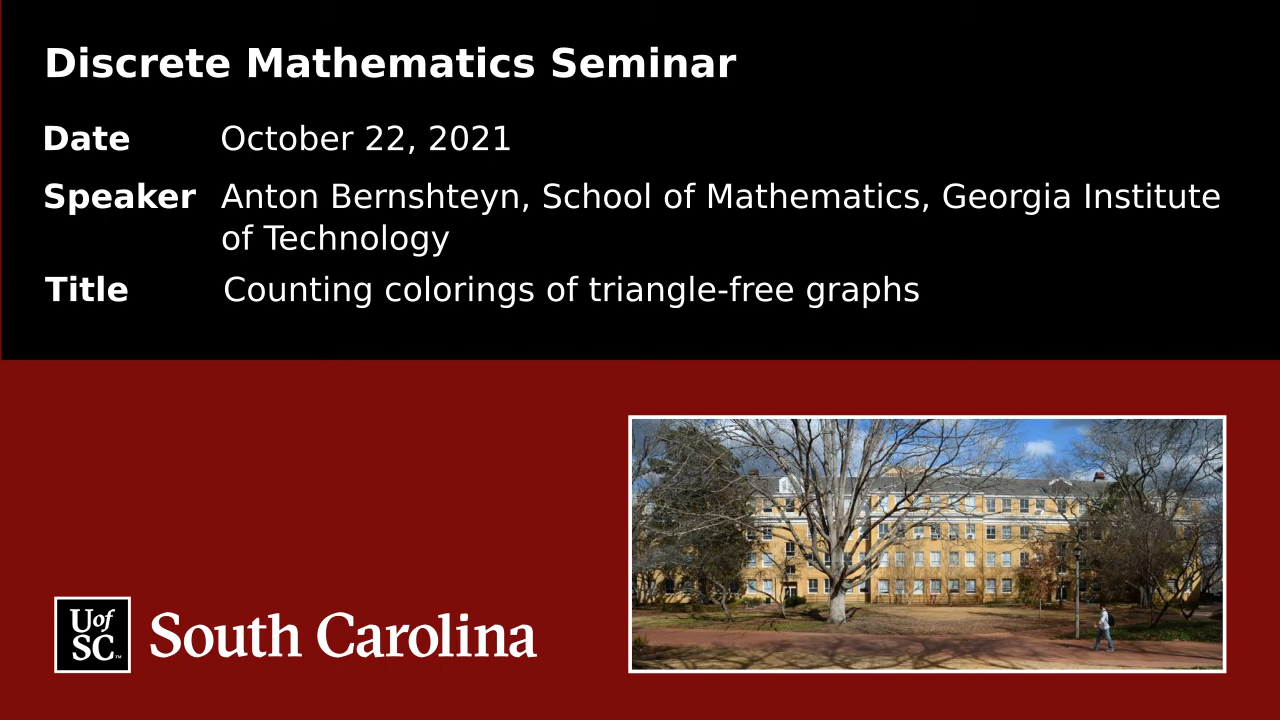 Discrete Mathematics Seminar
Date October 22, 2021
Speaker Anton Bernshteyn, School of Mathematics, Georgia Institute
of Technology
Title Counting colorings of triangle-free graphs
UofSC™ South Carolina